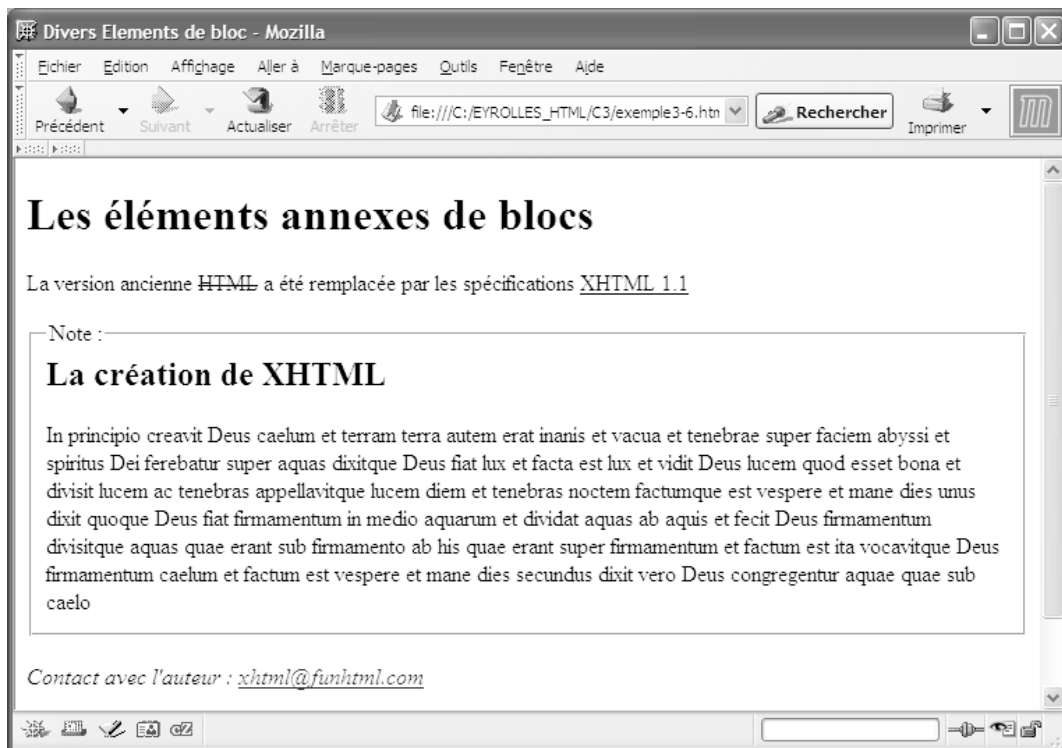 Divers Elements de bloc - Mozilla
Fichier Edition Affichage Aller à Marque-pages Outils Fenêtre Aide
Précédent Suivant Actualiser Arrêter file:///C:/EYROLLES_HTML/C3/exemple3-6.htn Rechercher Imprimer
Les éléments annexes de blocs
La version ancienne HTML a été remplacée par les spécifications XHTML 1.1
Note :
La création de XHTML
In principio creavit Deus caelum et terram terra autem erat inanis et vacua et tenebrae super faciem abyssi et
spiritus Dei ferebatur super aquas dixitque Deus fiat lux et facta est lux et vidit Deus lucem quod esset bona et
divisit lucem ac tenebras appellavitque lucem diem et tenebras noctem factumque est vespere et mane dies unus
dixit quoque Deus fiat firmamentum in medio aquarum et dividat aquas ab aquis et fecit Deus firmamentum
divisitque aquas quae erant sub firmamento ab his quae erant super firmamentum et factum est ita vocavitque Deus
firmamentum caelum et factum est vespere et mane dies secundus dixit vero Deus congregentur aquae quae sub
caelo
Contact avec l'auteur : xhtml@funhtml.com